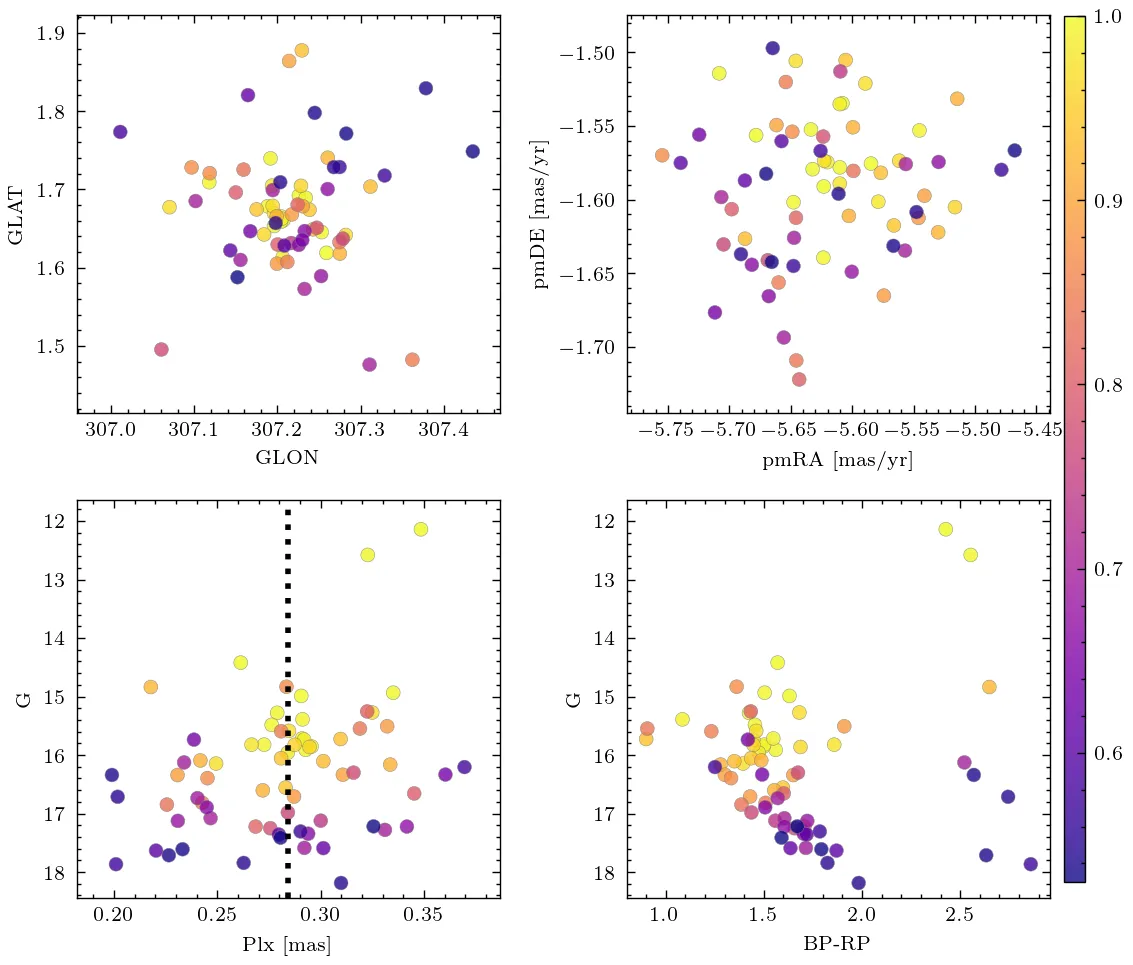 1.9
1.8
1.7
1.6
1.5
GLAT
307.0 307.1 307.2 307.3 307.4
GLON
−1.50
−1.55
−1.60
−1.65
−1.70
pmDE [mas/yr]
−5.75 −5.70 −5.65 −5.60 −5.55 −5.50 −5.45
pmRA [mas/yr]
12
13
14
15
16
17
18
G
0.20 0.25 0.30 0.35
Plx [mas]
12
13
14
15
16
17
18
G
1.0 1.5 2.0 2.5
BP-RP
1.0
0.9
0.8
0.7
0.6